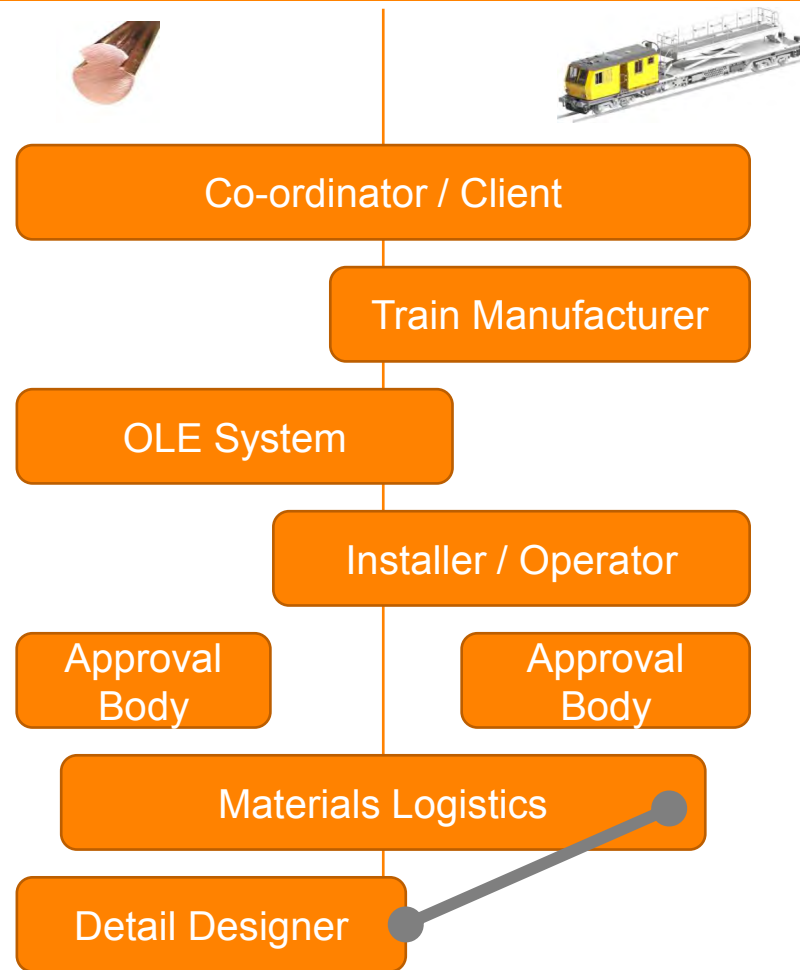 Co-ordinator / Client
Train Manufacturer
OLE System
Installer / Operator
Approval
Body
Approval
Body
Materials Logistics
Detail Designer